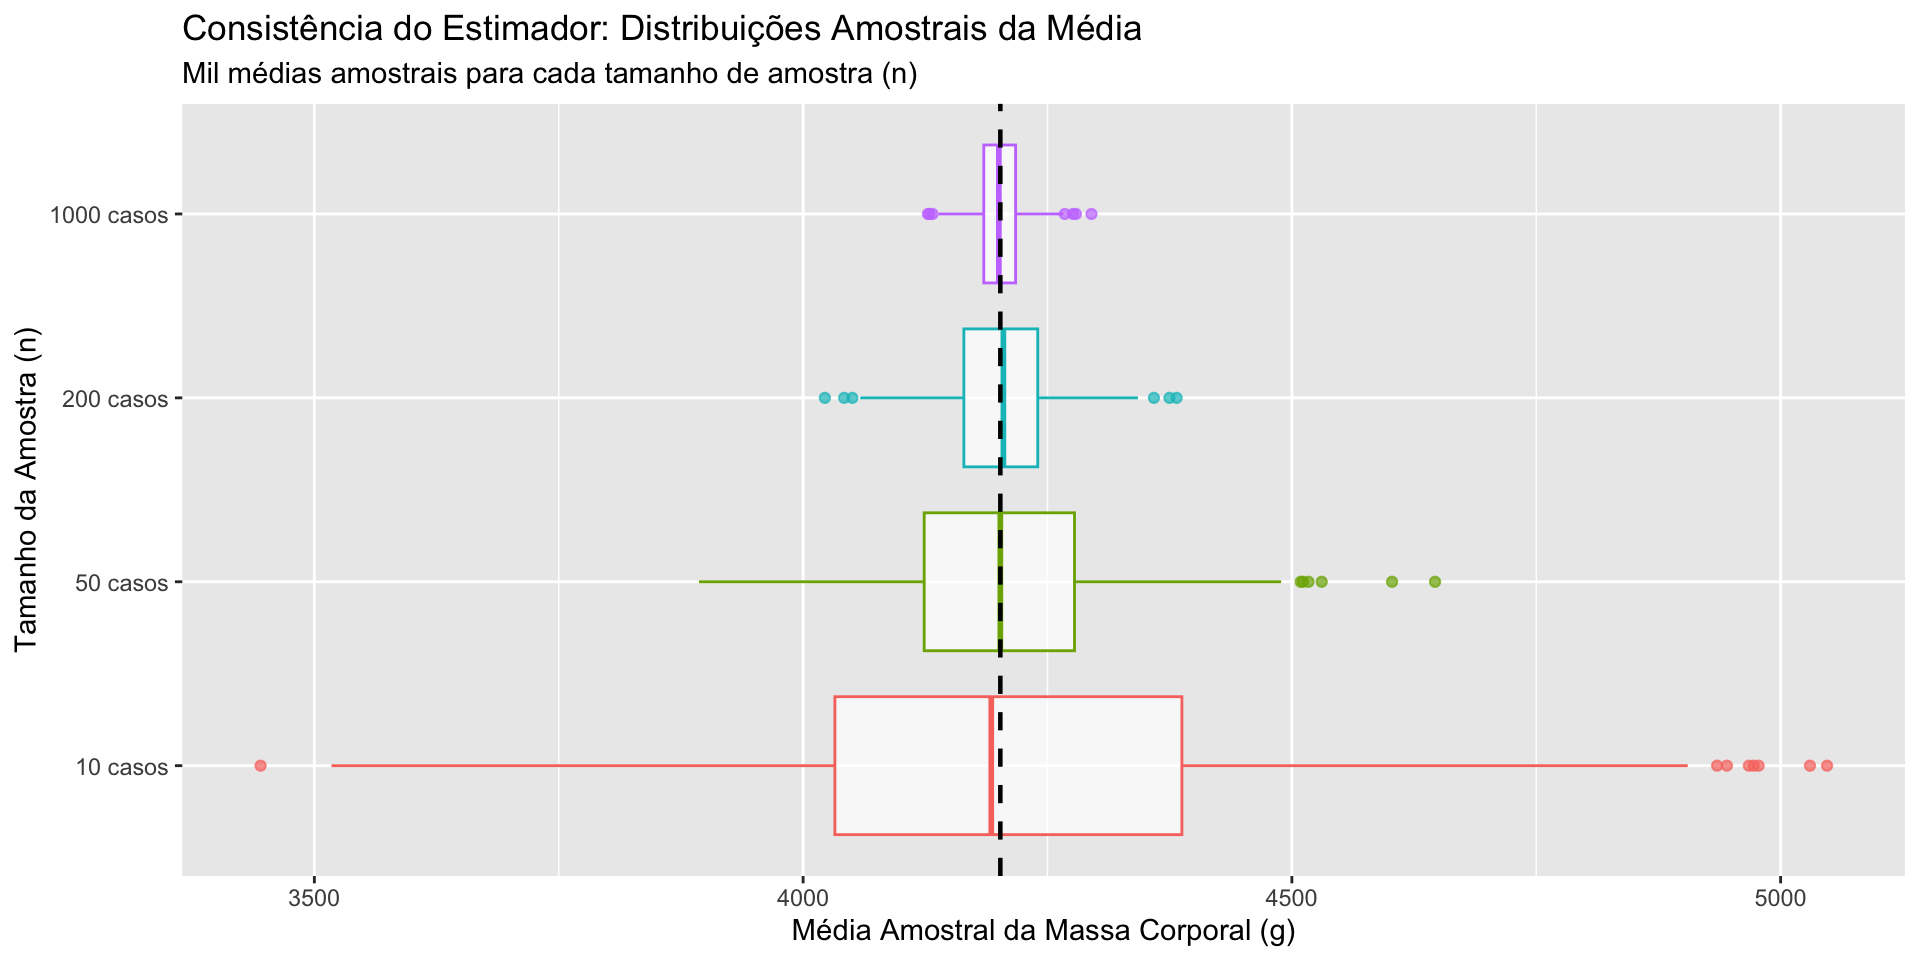 Consistência do Estimador: Distribuições Amostrais da Média
Mil médias amostrais para cada tamanho de amostra (n)
Tamanho da Amostra (n)
1000 casos
200 casos
50 casos
10 casos
3500 4000 4500 5000
Média Amostral da Massa Corporal (g)